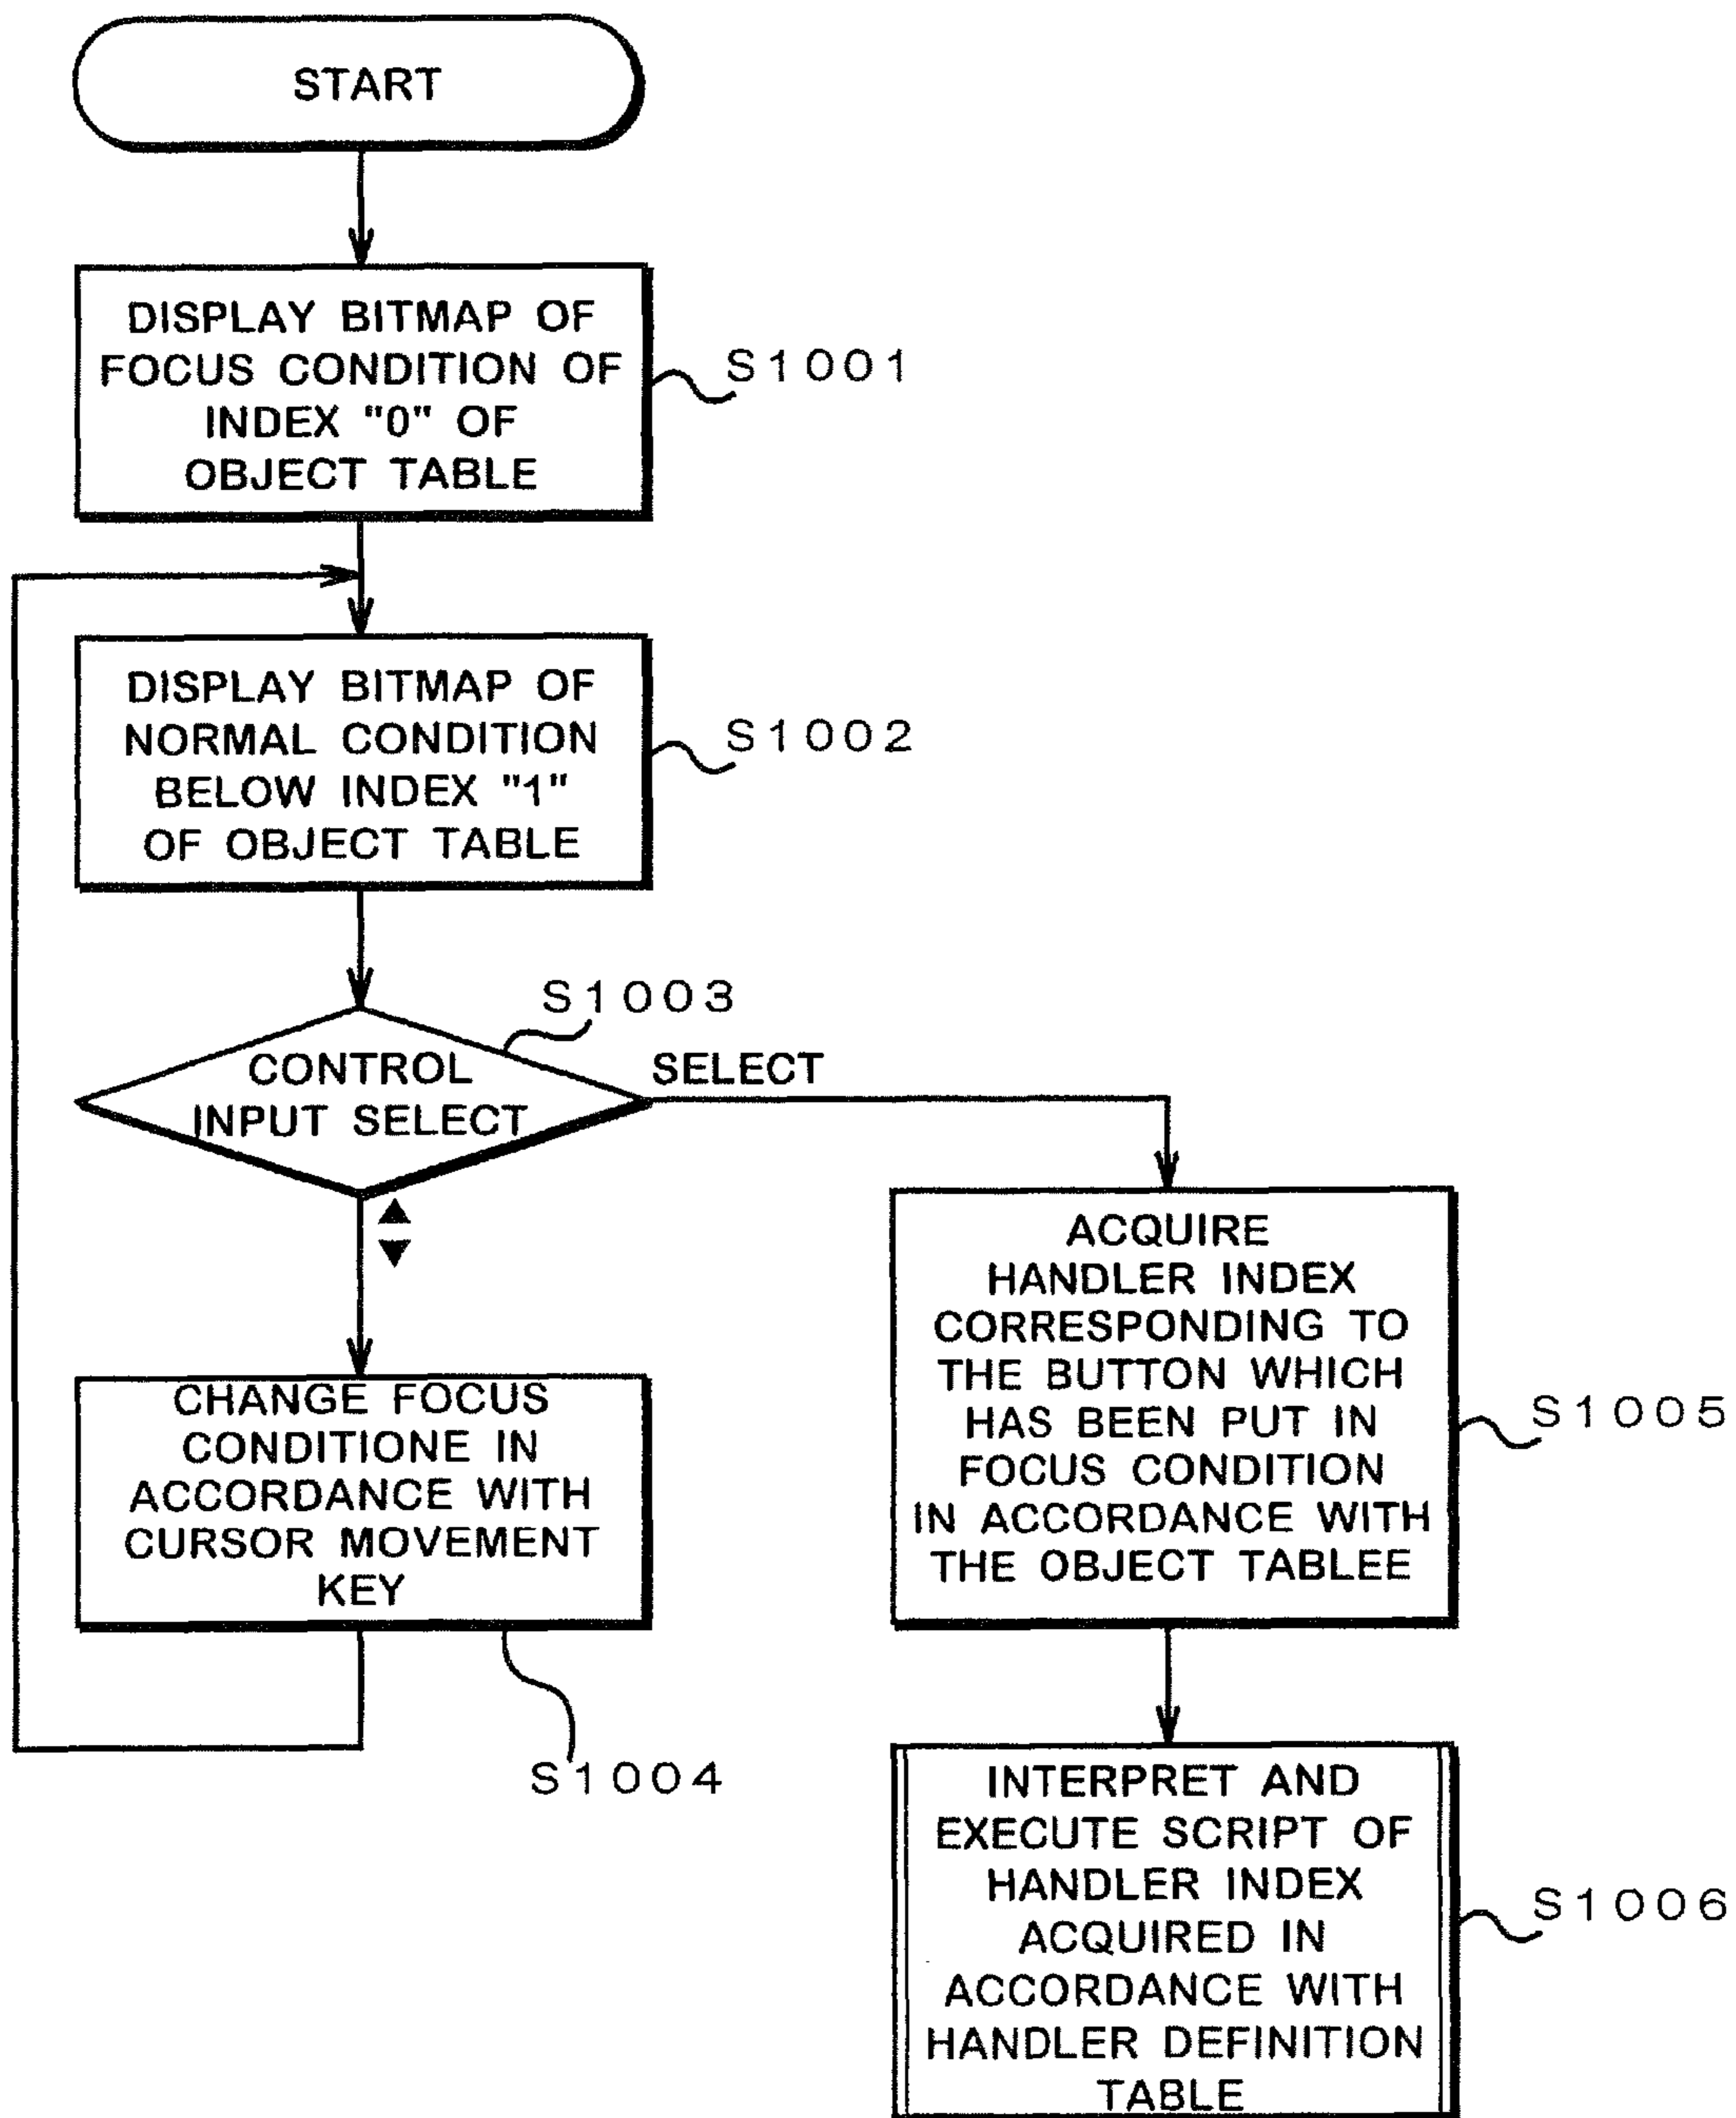 START
DISPLAY BITMAP OF
FOCUS CONDITION OF
INDEX "0" OF
OBJECT TABLE
S1001
DISPLAY BITMAP OF
NORMAL CONDITION
BELOW INDEX "1"
OF OBJECT TABLE
S1002
S1003
CONTROL
INPUT SELECT
SELECT
▲
▼
CHANGE FOCUS
CONDITIONE IN
ACCORDANCE WITH
CURSOR MOVEMENT
KEY
S1004
ACQUIRE
HANDLER INDEX
CORRESPONDING TO
THE BUTTON WHICH
HAS BEEN PUT IN
FOCUS CONDITION
IN ACCORDANCE WITH
THE OBJECT TABLEE
S1005
INTERPRET AND
EXECUTE SCRIPT OF
HANDLER INDEX
ACQUIRED IN
ACCORDANCE WITH
HANDLER DEFINITION
TABLE
S1006